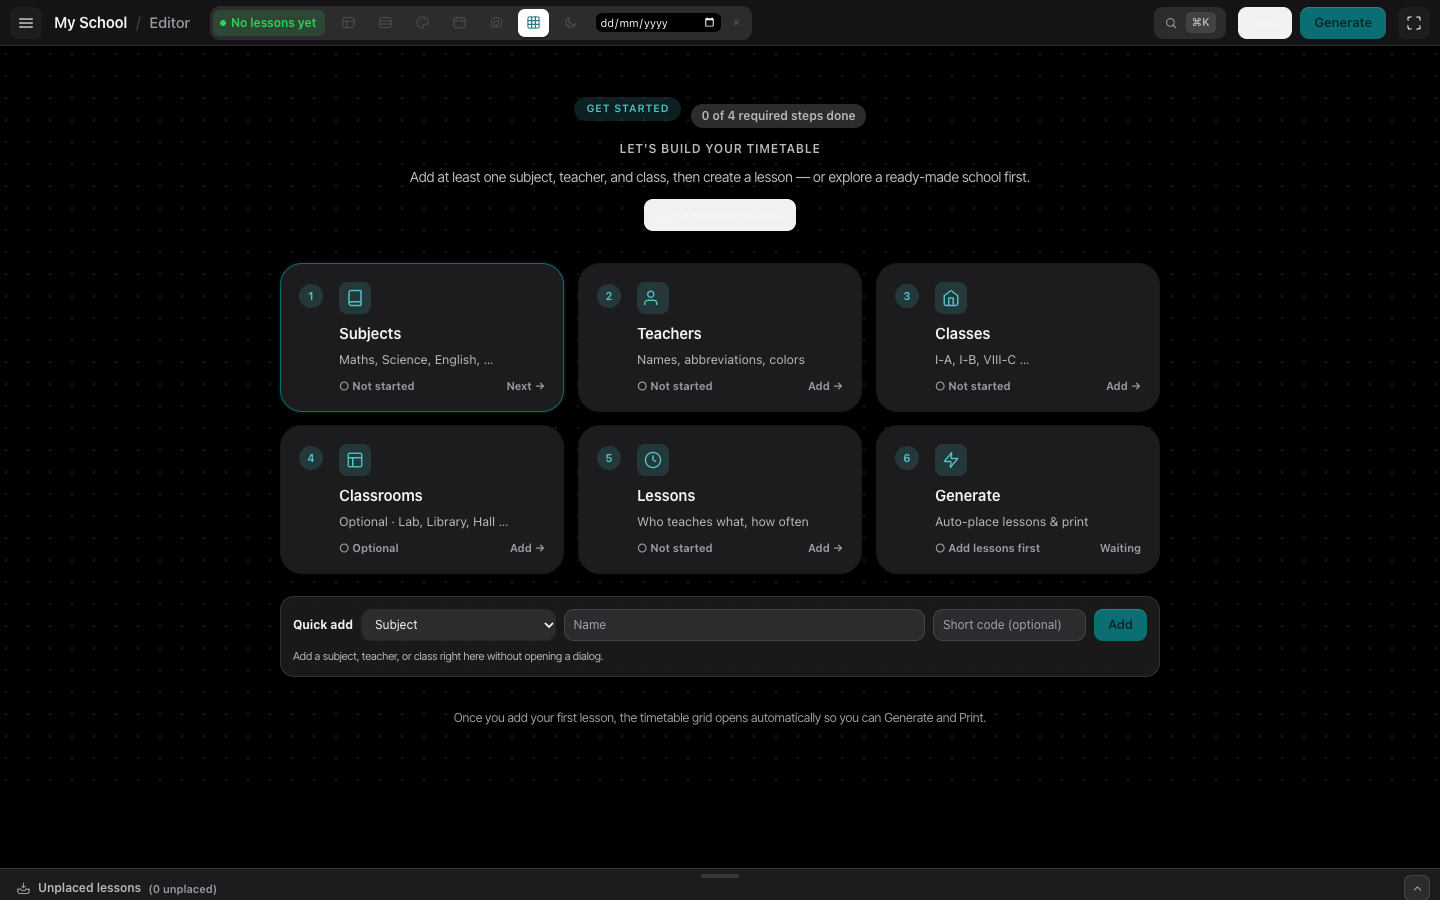 My School / Editor
No lessons yet
dd/mm/yyyy
⌘K
Generate
GET STARTED
0 of 4 required steps done
LET'S BUILD YOUR TIMETABLE
Add at least one subject, teacher, and class, then create a lesson — or explore a ready-made school first.
1
Subjects
Maths, Science, English, ...
Not started
Next →
2
Teachers
Names, abbreviations, colors
Not started
Add →
3
Classes
I-A, I-B, VIII-C ...
Not started
Add →
4
Classrooms
Optional · Lab, Library, Hall ...
Optional
Add →
5
Lessons
Who teaches what, how often
Not started
Add →
6
Generate
Auto-place lessons & print
Add lessons first
Waiting
Quick add
Subject
Name
Short code (optional)
Add
Add a subject, teacher, or class right here without opening a dialog.
Once you add your first lesson, the timetable grid opens automatically so you can Generate and Print.
Unplaced lessons (0 unplaced)